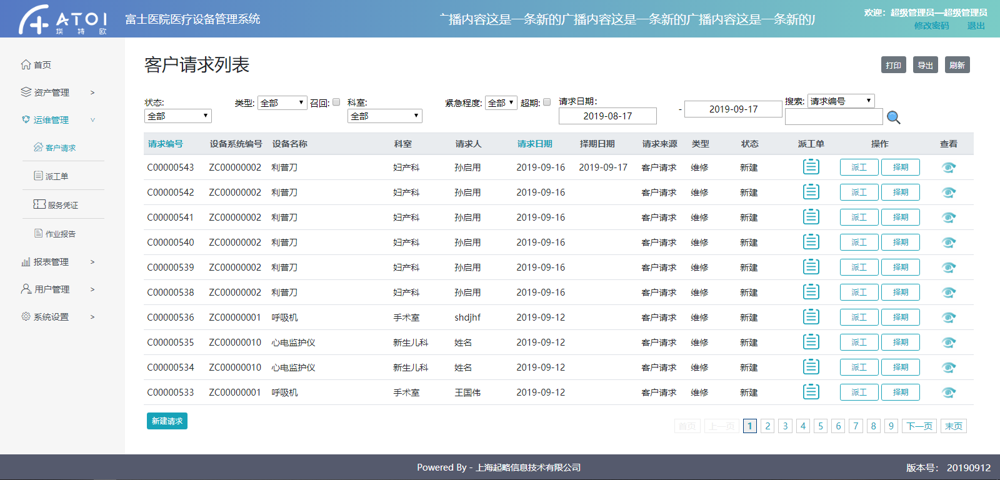 ATOI
埃特欧
富士医院医疗设备管理系统
播内容这是一条新的广播内容这是一条新的广播内容这是一条新的
欢迎：超级管理员—超级管理员
修改密码 退出
首页
资产管理 >
运维管理 v
客户请求
派工单
服务凭证
作业报告
报表管理 >
用户管理 >
系统设置 >
客户请求列表
打印 导出 刷新
状态: 全部
类型: 全部
召回:
科室: 全部
紧急程度: 全部
超期:
请求日期: 2019-08-17 - 2019-09-17
搜索: 请求编号
请求编号 设备系统编号 设备名称 科室 请求人 请求日期 择期日期 请求来源 类型 状态 派工单 操作 查看
C00000543 ZC00000002 利普刀 妇产科 孙启用 2019-09-16 2019-09-17 客户请求 维修 新建 派工 择期
C00000542 ZC00000002 利普刀 妇产科 孙启用 2019-09-16 客户请求 维修 新建 派工 择期
C00000541 ZC00000002 利普刀 妇产科 孙启用 2019-09-16 客户请求 维修 新建 派工 择期
C00000540 ZC00000002 利普刀 妇产科 孙启用 2019-09-16 客户请求 维修 新建 派工 择期
C00000539 ZC00000002 利普刀 妇产科 孙启用 2019-09-16 客户请求 维修 新建 派工 择期
C00000538 ZC00000002 利普刀 妇产科 孙启用 2019-09-16 客户请求 维修 新建 派工 择期
C00000536 ZC00000001 呼吸机 手术室 shdjhf 2019-09-12 客户请求 维修 新建 派工 择期
C00000535 ZC00000010 心电监护仪 新生儿科 姓名 2019-09-12 客户请求 维修 新建 派工 择期
C00000534 ZC00000010 心电监护仪 新生儿科 姓名 2019-09-12 客户请求 维修 新建 派工 择期
C00000533 ZC00000001 呼吸机 手术室 王国伟 2019-09-12 客户请求 维修 新建 派工 择期
新建请求
首页 上一页 1 2 3 4 5 6 7 8 9 下一页 末页
Powered By - 上海起略信息技术有限公司
版本号： 20190912